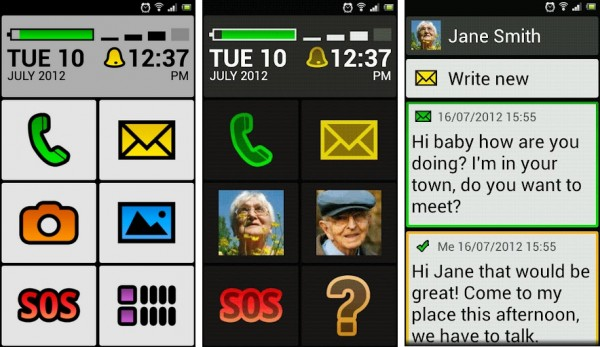 TUE 10
12:37
JULY 2012
PM
SOS
TUE 10
12:37
JULY 2012
PM
SOS
?
Jane Smith
Write new
16/07/2012 15:55
Hi baby how are you
doing? I'm in your
town, do you want to
meet?
Me 16/07/2012 15:55
Hi Jane that would be
great! Come to my
place this afternoon,
we have to talk.